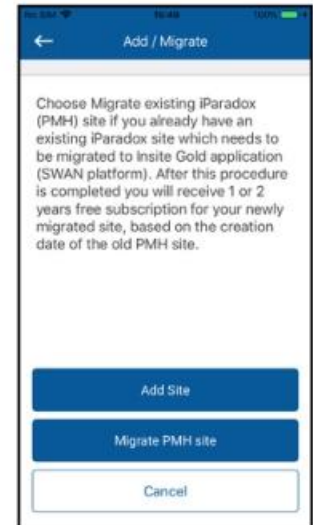 No SIM
100%
Add / Migrate
Choose Migrate existing iParadox
(PMH) site if you already have an
existing iParadox site which needs to
be migrated to Insite Gold application
(SWAN platform). After this procedure
is completed you will receive 1 or 2
years free subscription for your newly
migrated site, based on the creation
date of the old PMH site.
Add Site
Migrate PMH site
Cancel